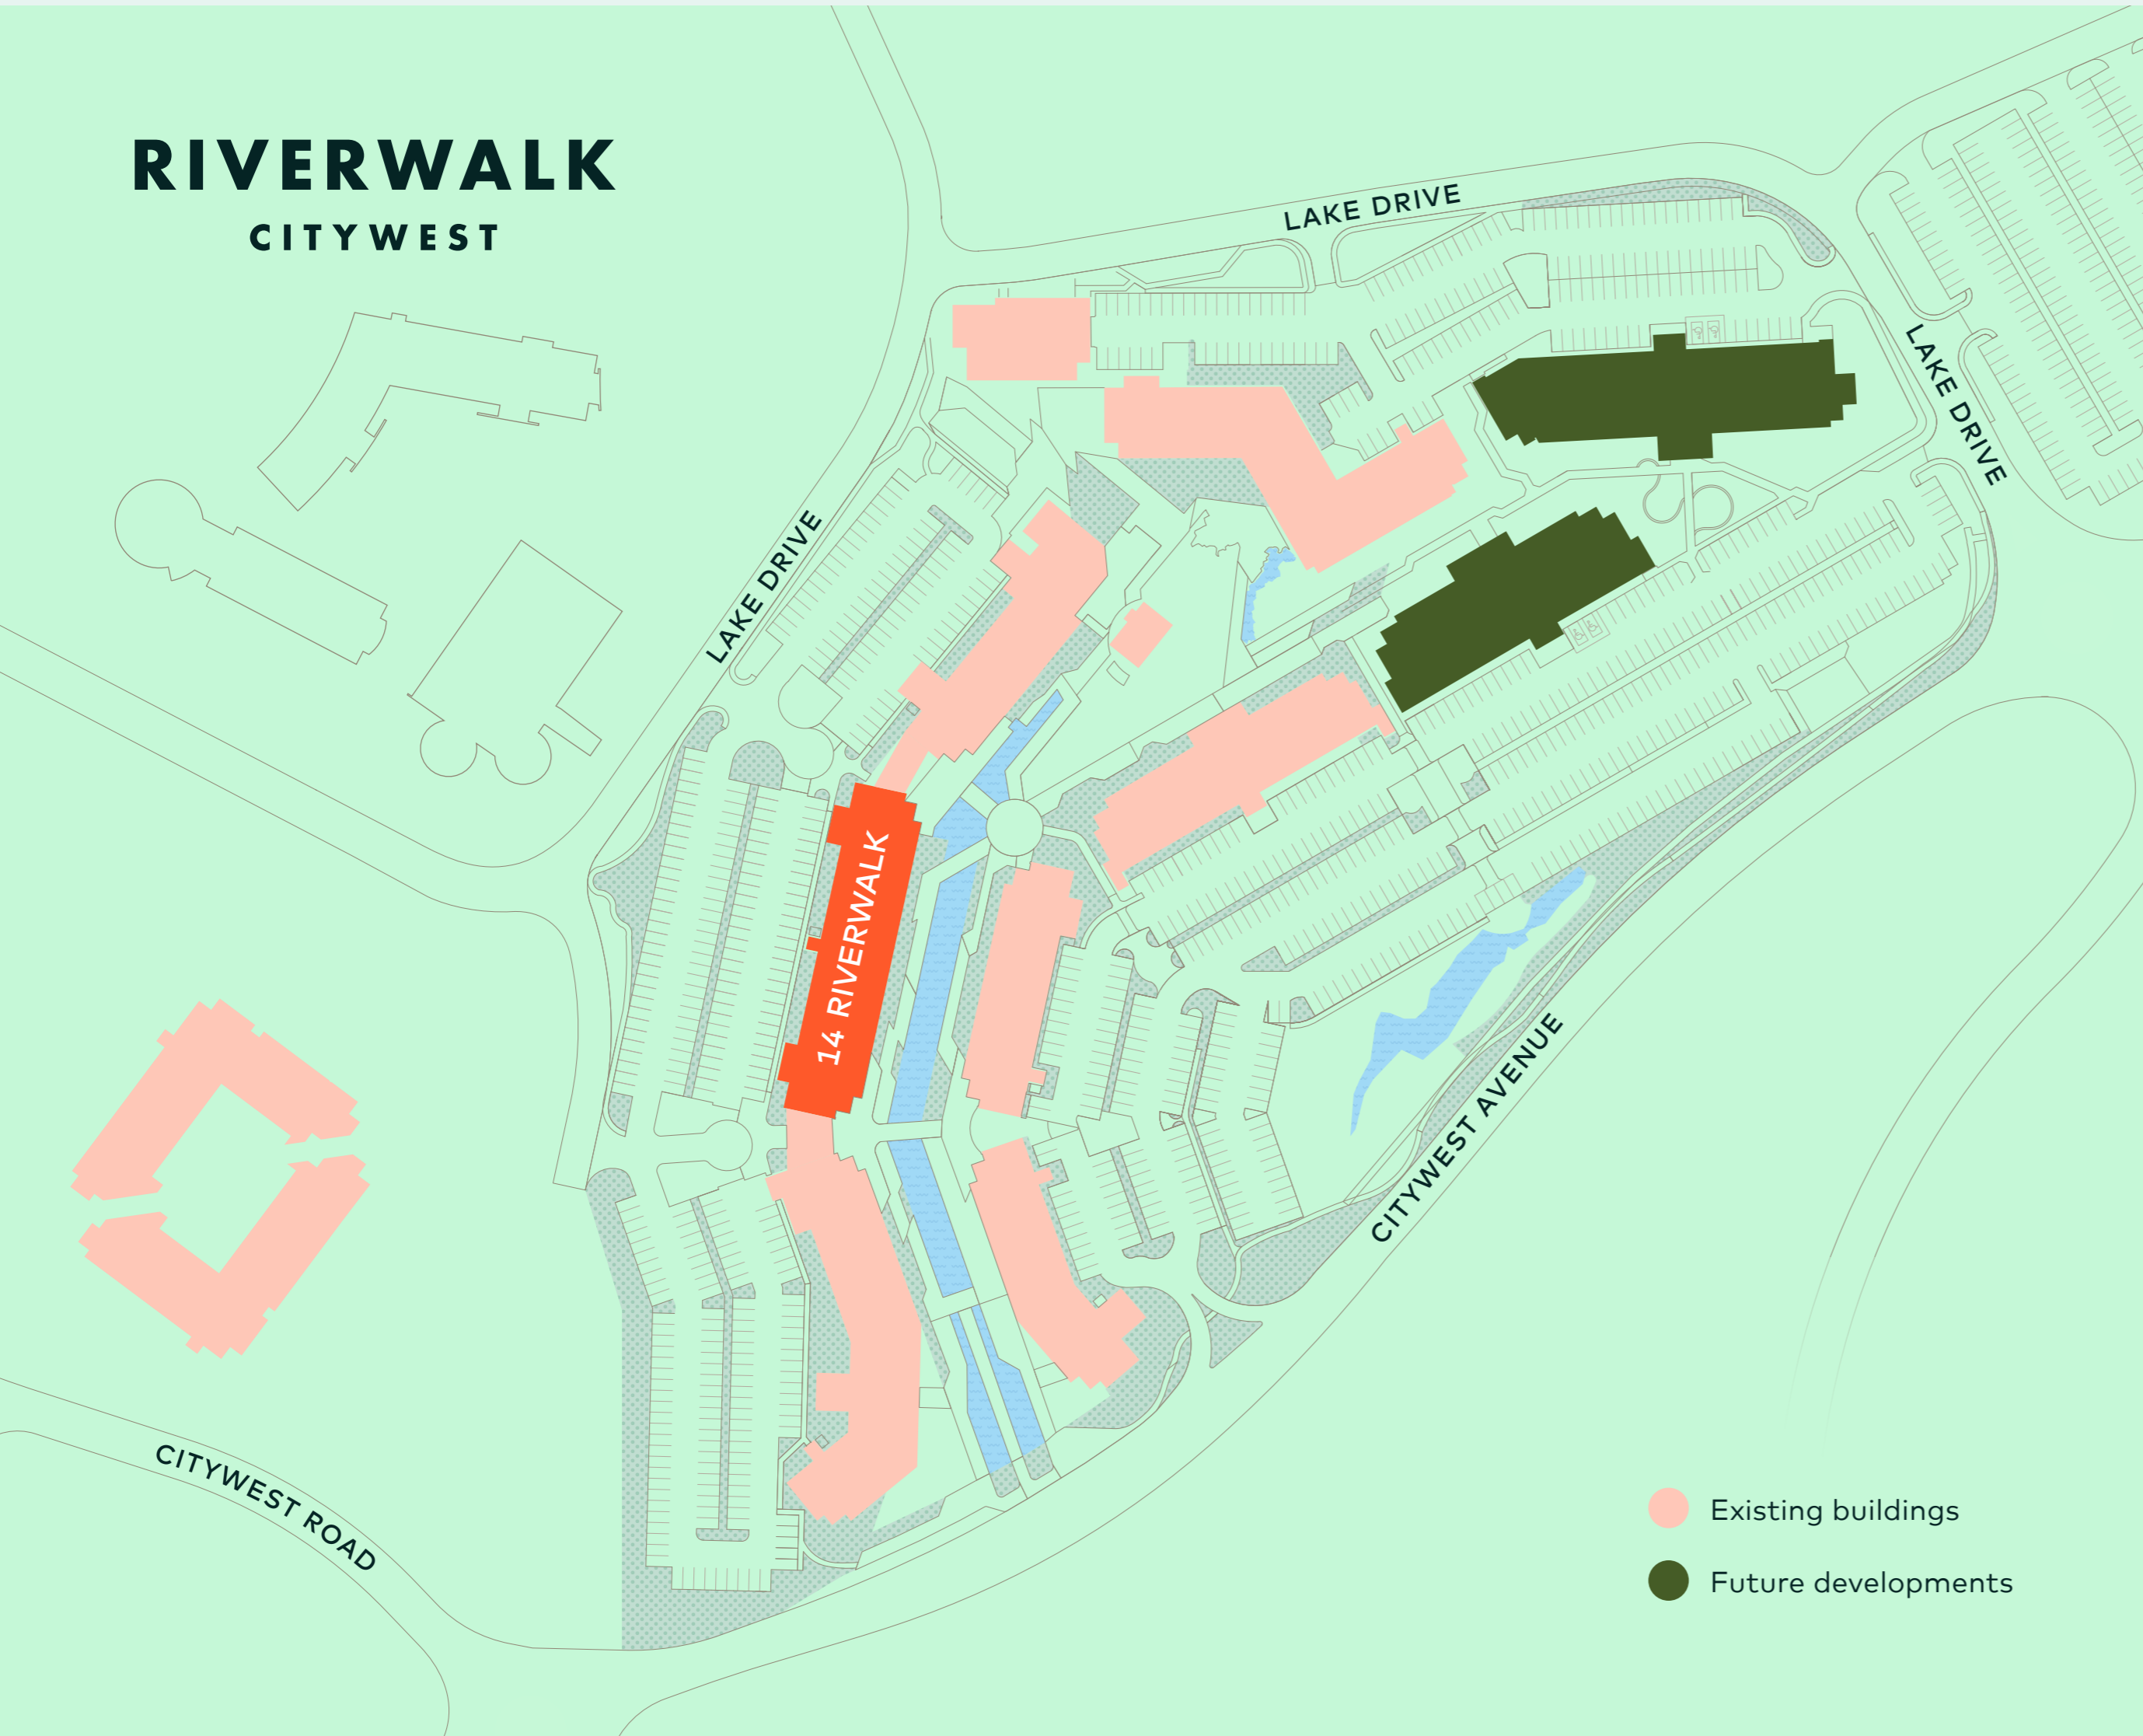 RIVERWALK
CITYWEST
LAKE DRIVE
LAKE DRIVE
LAKE DRIVE
14 RIVERWALK
CITYWEST AVENUE
CITYWEST ROAD
Existing buildings
Future developments